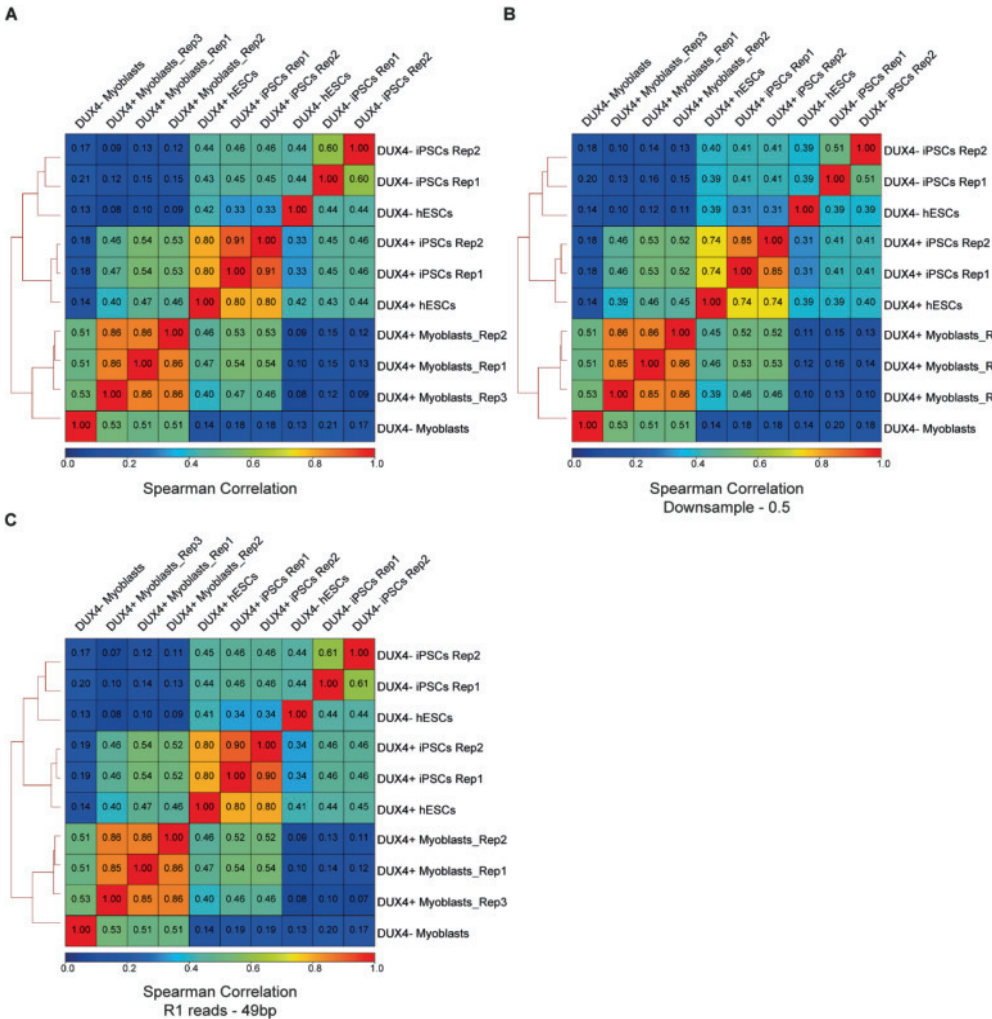 A
DUX4- Myoblasts
DUX4+ Myoblasts_Rep3
DUX4+ Myoblasts_Rep1
DUX4+ Myoblasts_Rep2
DUX4+ hESCs
DUX4+ iPSCs Rep1
DUX4+ iPSCs Rep2
DUX4- hESCs
DUX4- iPSCs Rep1
DUX4- iPSCs Rep2
0.17 0.09 0.13 0.12 0.44 0.46 0.46 0.44 0.60 1.00 DUX4- iPSCs Rep2
0.21 0.12 0.15 0.15 0.43 0.45 0.45 0.44 1.00 0.60 DUX4- iPSCs Rep1
0.13 0.08 0.10 0.09 0.42 0.33 0.33 1.00 0.44 0.44 DUX4- hESCs
0.18 0.46 0.54 0.53 0.80 0.91 1.00 0.33 0.45 0.46 DUX4+ iPSCs Rep2
0.18 0.47 0.54 0.53 0.80 1.00 0.91 0.33 0.45 0.46 DUX4+ iPSCs Rep1
0.14 0.40 0.47 0.46 1.00 0.80 0.80 0.42 0.43 0.44 DUX4+ hESCs
0.51 0.86 0.86 1.00 0.46 0.53 0.53 0.09 0.15 0.12 DUX4+ Myoblasts_Rep2
0.51 0.86 1.00 0.86 0.47 0.54 0.54 0.10 0.15 0.13 DUX4+ Myoblasts_Rep1
0.53 1.00 0.86 0.86 0.40 0.47 0.46 0.08 0.12 0.09 DUX4+ Myoblasts_Rep3
1.00 0.53 0.51 0.51 0.14 0.18 0.18 0.13 0.21 0.17 DUX4- Myoblasts
0.0 0.2 0.4 0.6 0.8 1.0
Spearman Correlation
B
DUX4- Myoblasts
DUX4+ Myoblasts_Rep3
DUX4+ Myoblasts_Rep1
DUX4+ Myoblasts_Rep2
DUX4+ hESCs
DUX4+ iPSCs Rep1
DUX4+ iPSCs Rep2
DUX4- hESCs
DUX4- iPSCs Rep1
DUX4- iPSCs Rep2
0.18 0.10 0.14 0.13 0.40 0.41 0.41 0.39 0.51 1.00 DUX4- iPSCs Rep2
0.20 0.13 0.16 0.15 0.39 0.41 0.41 0.39 1.00 0.51 DUX4- iPSCs Rep1
0.14 0.10 0.12 0.11 0.39 0.31 0.31 1.00 0.39 0.39 DUX4- hESCs
0.18 0.46 0.53 0.52 0.74 0.85 1.00 0.31 0.41 0.41 DUX4+ iPSCs Rep2
0.18 0.46 0.53 0.52 0.74 1.00 0.85 0.31 0.41 0.41 DUX4+ iPSCs Rep1
0.14 0.39 0.46 0.45 1.00 0.74 0.74 0.39 0.39 0.40 DUX4+ hESCs
0.51 0.86 0.86 1.00 0.45 0.52 0.52 0.11 0.15 0.13 DUX4+ Myoblasts_R
0.51 0.85 1.00 0.86 0.46 0.53 0.53 0.12 0.16 0.14 DUX4+ Myoblasts_R
0.53 1.00 0.85 0.86 0.39 0.46 0.46 0.10 0.13 0.10 DUX4+ Myoblasts_R
1.00 0.53 0.51 0.51 0.14 0.18 0.18 0.14 0.20 0.18 DUX4- Myoblasts
0.0 0.2 0.4 0.6 0.8 1.0
Spearman Correlation
Downsample - 0.5
C
DUX4- Myoblasts
DUX4+ Myoblasts_Rep3
DUX4+ Myoblasts_Rep1
DUX4+ Myoblasts_Rep2
DUX4+ hESCs
DUX4+ iPSCs Rep1
DUX4+ iPSCs Rep2
DUX4- hESCs
DUX4- iPSCs Rep1
DUX4- iPSCs Rep2
0.17 0.07 0.12 0.11 0.45 0.46 0.46 0.44 0.61 1.00 DUX4- iPSCs Rep2
0.20 0.10 0.14 0.13 0.44 0.46 0.46 0.44 1.00 0.61 DUX4- iPSCs Rep1
0.13 0.08 0.10 0.09 0.41 0.34 0.34 1.00 0.44 0.44 DUX4- hESCs
0.19 0.46 0.54 0.52 0.80 0.90 1.00 0.34 0.46 0.46 DUX4+ iPSCs Rep2
0.19 0.46 0.54 0.52 0.80 1.00 0.90 0.34 0.46 0.46 DUX4+ iPSCs Rep1
0.14 0.40 0.47 0.46 1.00 0.80 0.80 0.41 0.44 0.45 DUX4+ hESCs
0.51 0.86 0.86 1.00 0.46 0.52 0.52 0.09 0.13 0.11 DUX4+ Myoblasts_Rep2
0.51 0.85 1.00 0.86 0.47 0.54 0.54 0.10 0.14 0.12 DUX4+ Myoblasts_Rep1
0.53 1.00 0.85 0.86 0.40 0.46 0.46 0.08 0.10 0.07 DUX4+ Myoblasts_Rep3
1.00 0.53 0.51 0.51 0.14 0.19 0.19 0.13 0.20 0.17 DUX4- Myoblasts
0.0 0.2 0.4 0.6 0.8 1.0
Spearman Correlation
R1 reads - 49bp